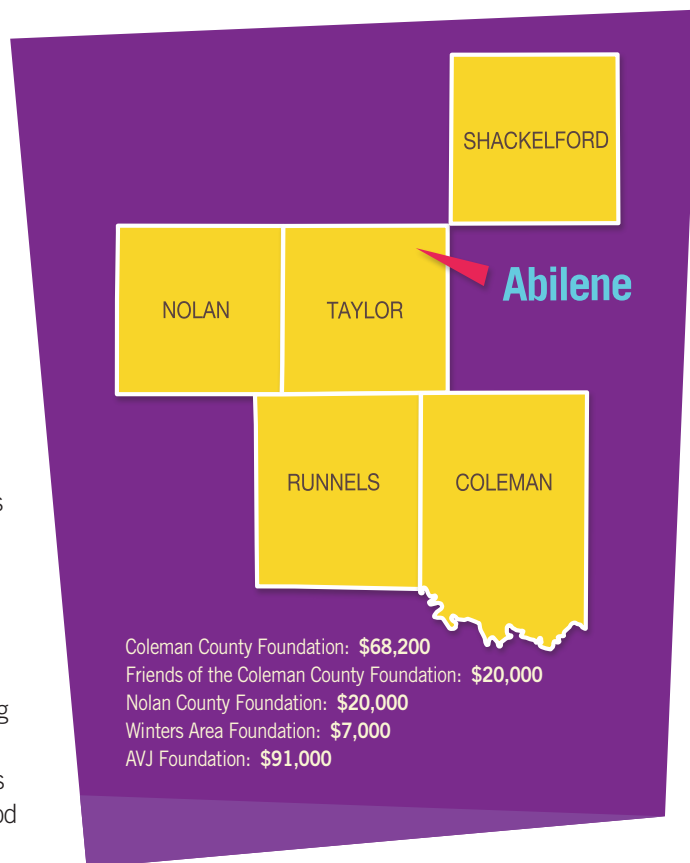 SHACKELFORD
Abilene
NOLAN
TAYLOR
RUNNELS
COLEMAN
Coleman County Foundation: $68,200
Friends of the Coleman County Foundation: $20,000
Nolan County Foundation: $20,000
Winters Area Foundation: $7,000
AVJ Foundation: $91,000